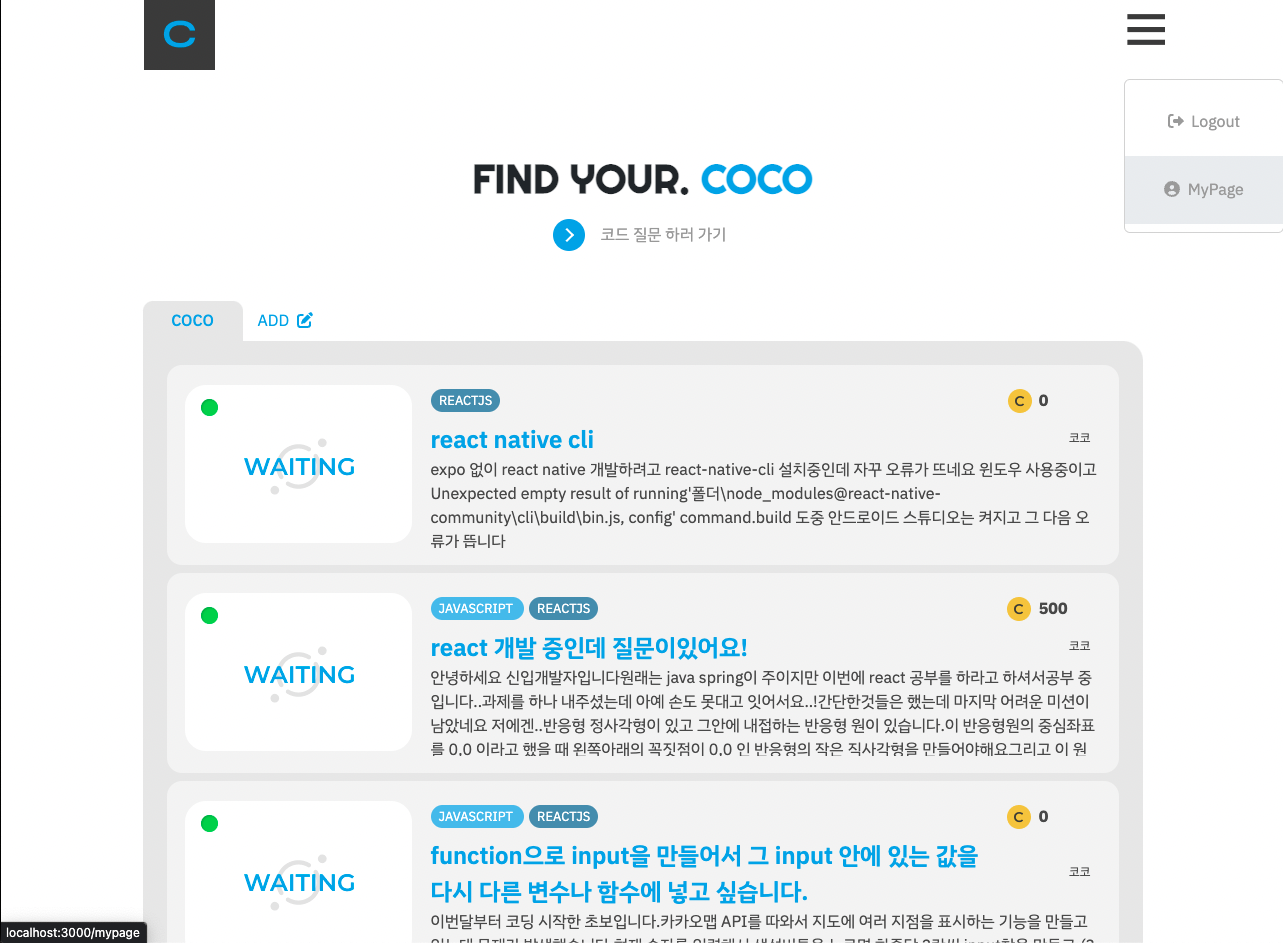 C
Logout
MyPage
FIND YOUR. COCO
코드 질문 하러 가기
COCO
ADD
WAITING
REACTJS
C 0
react native cli
코코
expo 없이 react native 개발하려고 react-native-cli 설치중인데 자꾸 오류가 뜨네요 윈도우 사용중이고
Unexpected empty result of running'폴더\node_modules@react-native-
community\cli\build\bin.js, config' command.build 도중 안드로이드 스튜디오는 켜지고 그 다음 오
류가 뜹니다
WAITING
JAVASCRIPT REACTJS
C 500
react 개발 중인데 질문이있어요!
코코
안녕하세요 신입개발자입니다원래는 java spring이 주이지만 이번에 react 공부를 하라고 하셔서공부 중
입니다..과제를 하나 내주셨는데 아예 손도 못대고 잇어서요..!간단한것들은 했는데 마지막 어려운 미션이
남았네요 저에겐..반응형 정사각형이 있고 그안에 내접하는 반응형 원이 있습니다.이 반응형원의 중심좌표
를 0,0 이라고 했을 때 왼쪽아래의 꼭짓점이 0,0 인 반응형의 작은 직사각형을 만들어야해요그리고 이 원
WAITING
JAVASCRIPT REACTJS
C 0
function으로 input을 만들어서 그 input 안에 있는 값을
다시 다른 변수나 함수에 넣고 싶습니다.
코코
이번달부터 코딩 시작한 초보입니다.카카오맵 API를 따와서 지도에 여러 지점을 표시하는 기능을 만들고
localhost:3000/mypage